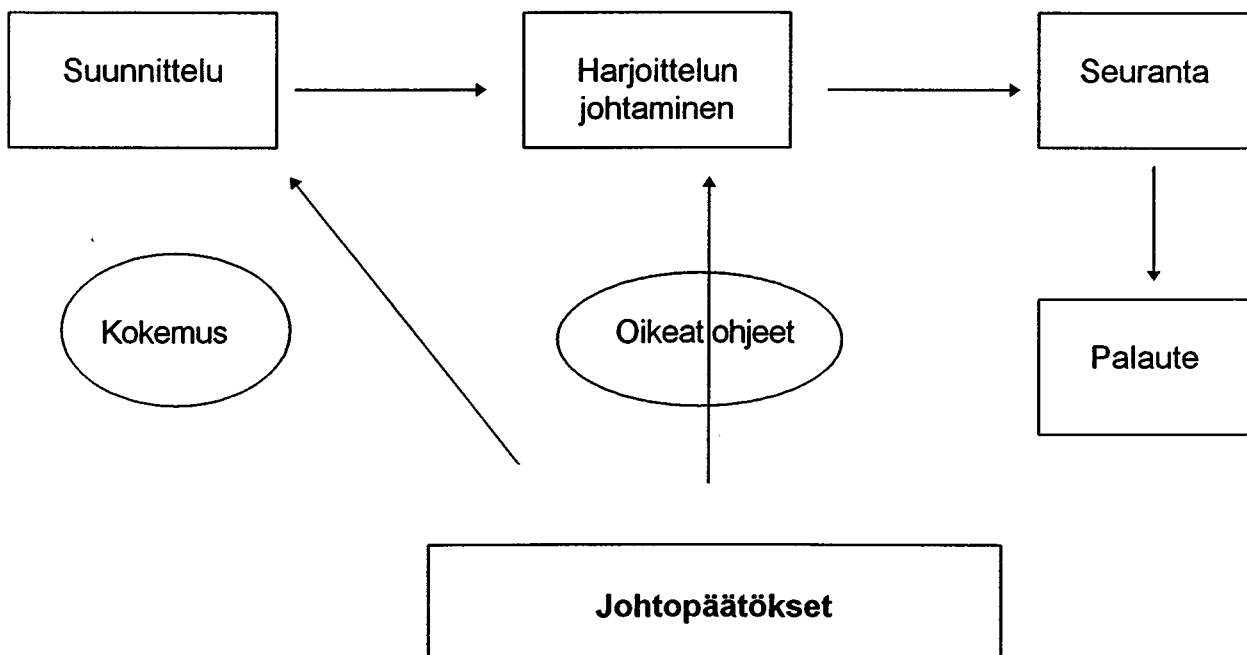 Suunnittelu
Harjoittelun
johtaminen
Seuranta
Kokemus
Oikeat ohjeet
Palaute
Johtopäätökset